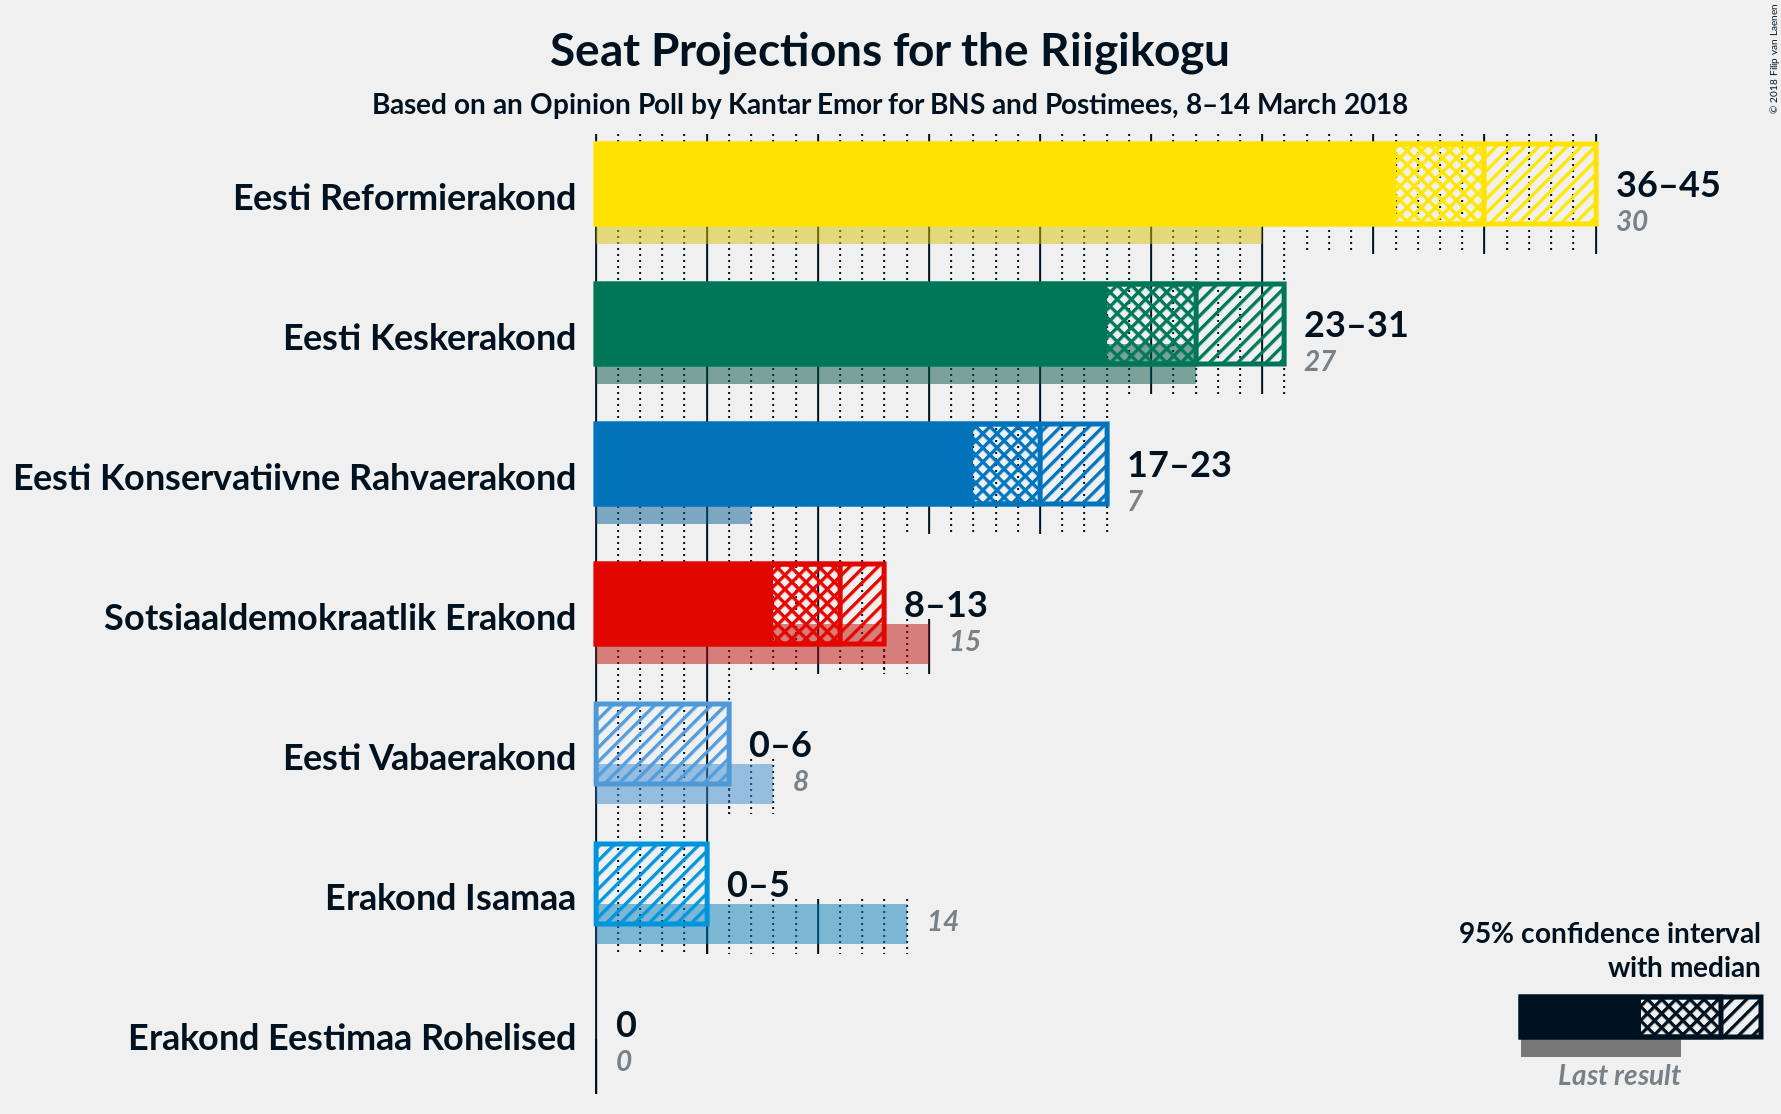 Seat Projections for the Riigikogu
Based on an Opinion Poll by Kantar Emor for BNS and Postimees, 8–14 March 2018
© 2018 Filip van Laenen
Eesti Reformierakond
36–45
30
Eesti Keskerakond
23–31
27
Eesti Konservatiivne Rahvaerakond
17–23
7
Sotsiaaldemokraatlik Erakond
8–13
15
Eesti Vabaerakond
0–6
8
Erakond Isamaa
0–5
14
Erakond Eestimaa Rohelised
0
0
95% confidence interval
with median
Last result